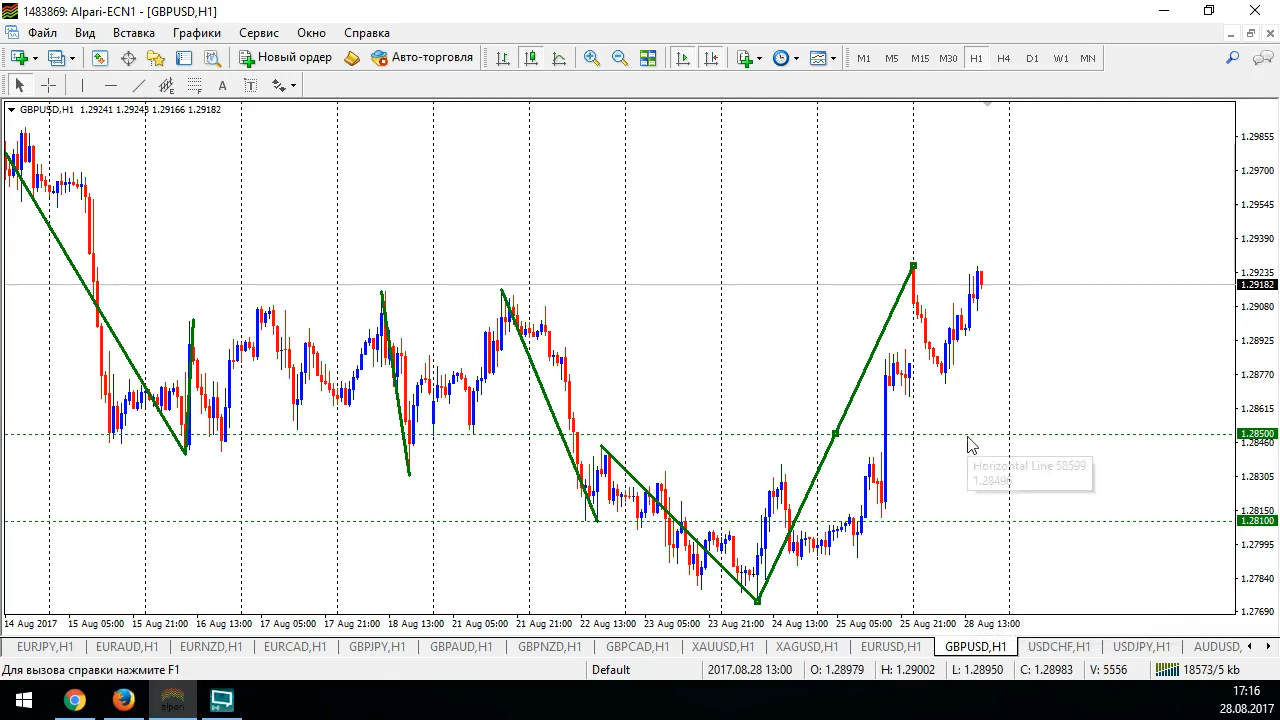 1483869: Alpari-ECN1 - [GBPUSD,H1]
Файл Вид Вставка Графики Сервис Окно Справка
Новый ордер Авто-торговля M1 M5 M15 M30 H1 H4 D1 W1 MN
A T
GBPUSD,H1 1.29241 1.29243 1.29166 1.29182
1.29855
1.29700
1.29545
1.29390
1.29235
1.29182
1.29080
1.28925
1.28770
1.28615
1.28500
1.28460
Horizontal Line 58599
1.28305
1.28150
1.28100
1.27995
1.27840
1.27690
14 Aug 2017 15 Aug 05:00 15 Aug 21:00 16 Aug 13:00 17 Aug 05:00 17 Aug 21:00 18 Aug 13:00 21 Aug 05:00 21 Aug 21:00 22 Aug 13:00 23 Aug 05:00 23 Aug 21:00 24 Aug 13:00 25 Aug 05:00 25 Aug 21:00 28 Aug 13:00
EURJPY,H1 EURAUD,H1 EURNZD,H1 EURCAD,H1 GBPJPY,H1 GBPAUD,H1 GBPNZD,H1 GBPCAD,H1 XAUUSD,H1 XAGUSD,H1 EURUSD,H1 GBPUSD,H1 USDCHF,H1 USDJPY,H1 AUDUSD,
Для вызова справки нажмите F1 Default 2017.08.28 13:00 O: 1.28979 H: 1.29002 L: 1.28950 C: 1.28983 V: 5556 18573/5 kb
alpari
17:16
28.08.2017